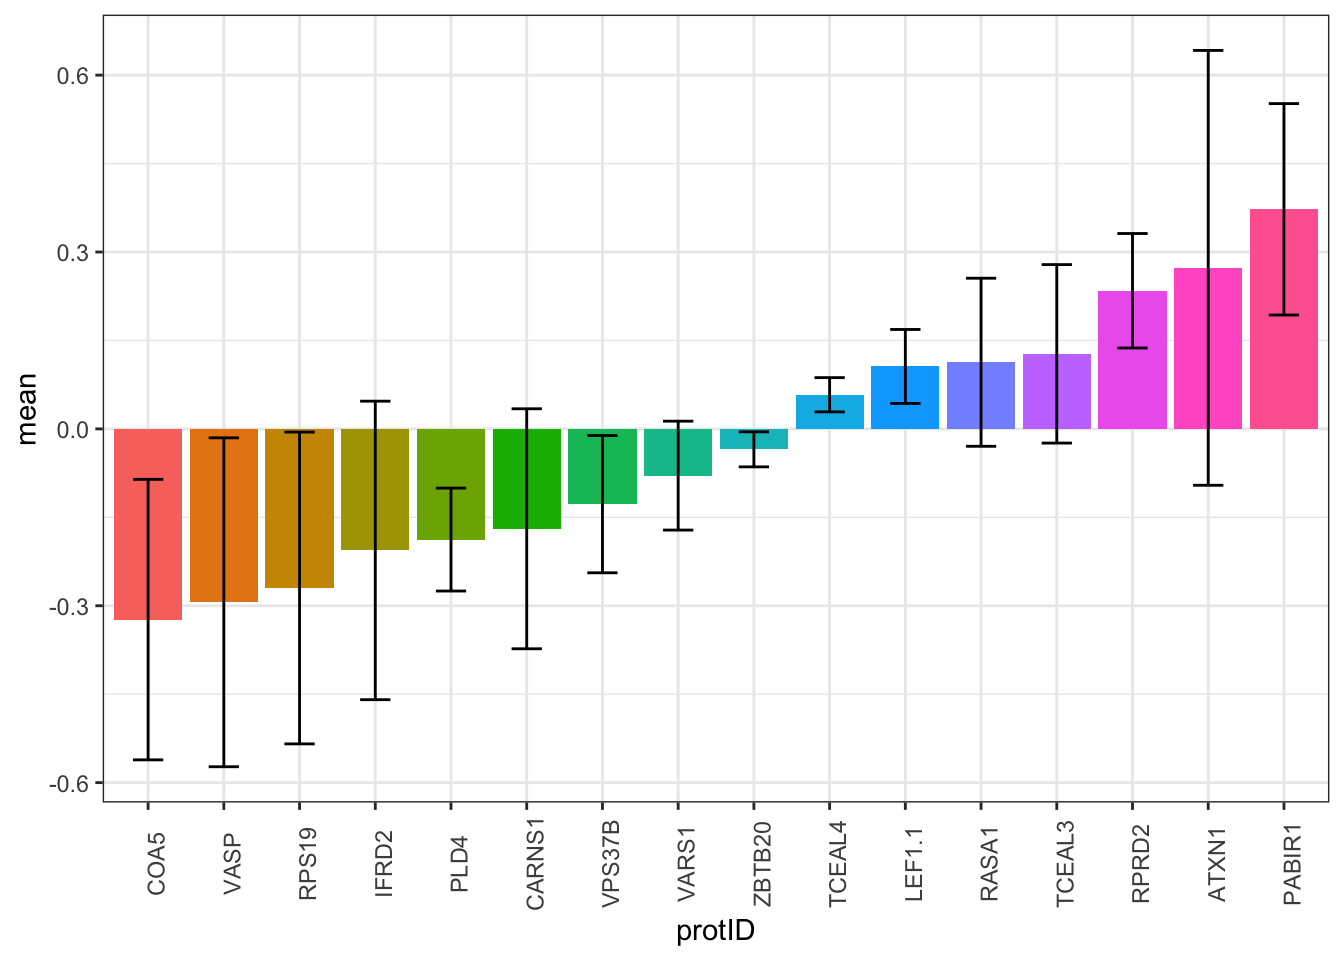 mean
0.6
0.3
0.0
-0.3
-0.6
COA5
VASP
RPS19
IFRD2
PLD4
CARNS1
VPS37B
VARS1
ZBTB20
TCEAL4
LEF1.1
RASA1
TCEAL3
RPRD2
ATXN1
PABIR1
protID